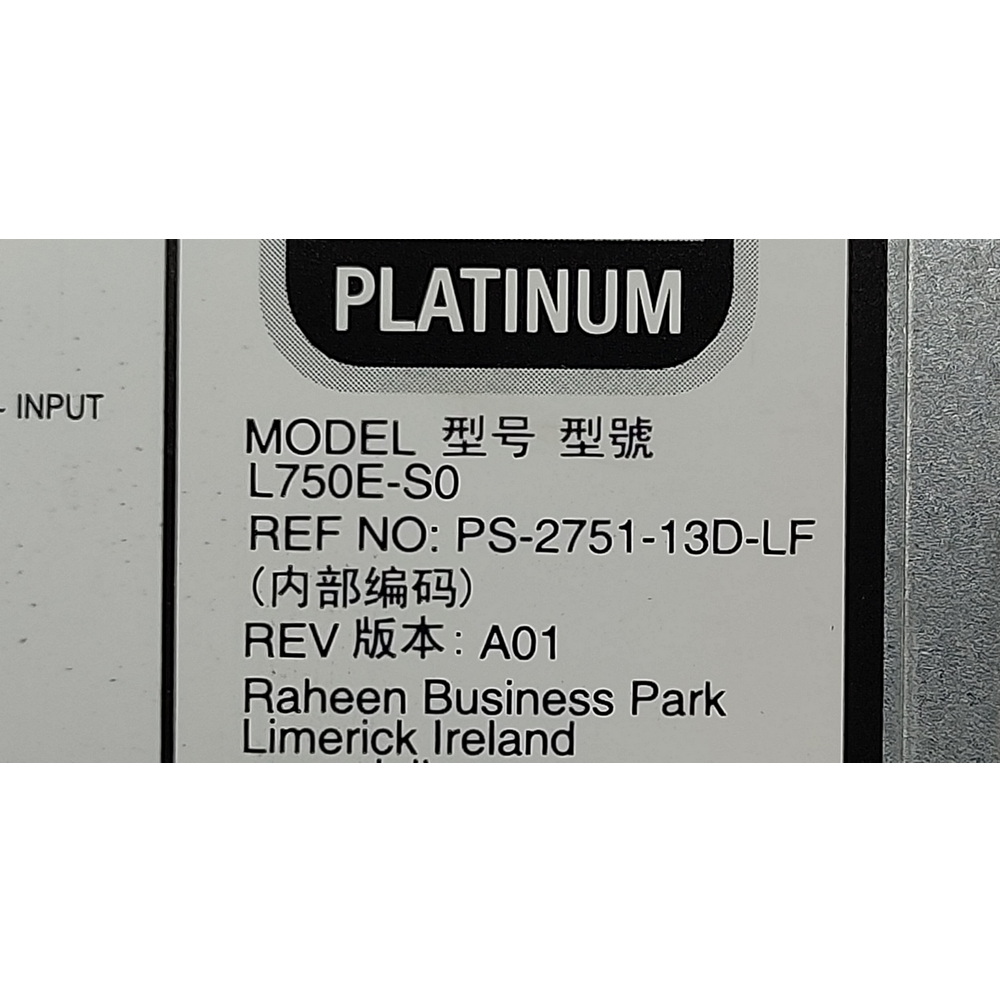 PLATINUM
~ INPUT
MODEL 型号 型號
L750E-S0
REF NO: PS-2751-13D-LF
(内部编码)
REV 版本: A01
Raheen Business Park
Limerick Ireland